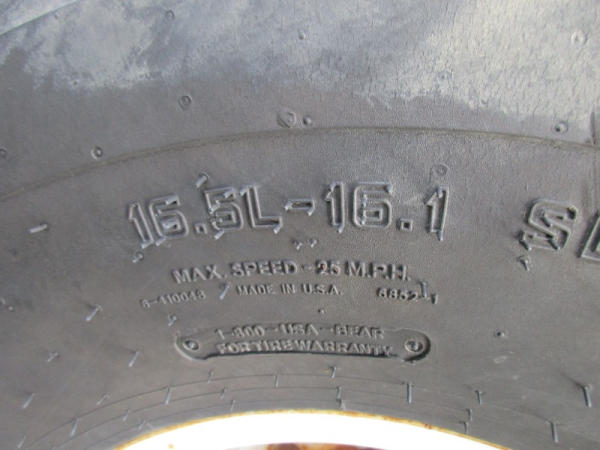 16.5L-16.1
MAX. SPEED - 25 M.P.H.
MADE IN U.S.A.
1-800-USA-BEAR
FOR TIRE WARRANTY